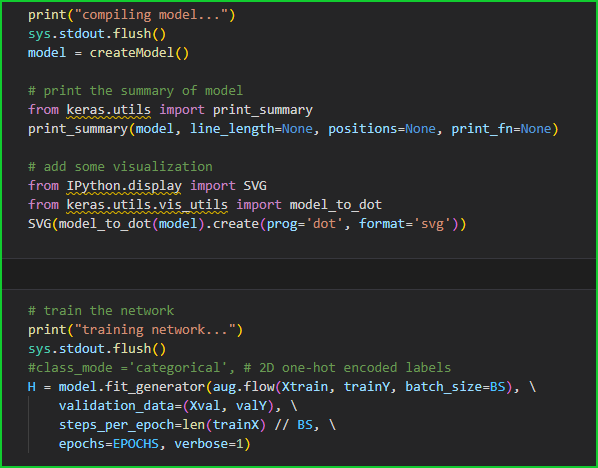 print("compiling model...")
sys.stdout.flush()
model = createModel()
# print the summary of model
from keras.utils import print_summary
print_summary(model, line_length=None, positions=None, print_fn=None)
# add some visualization
from IPython.display import SVG
from keras.utils.vis_utils import model_to_dot
SVG(model_to_dot(model).create(prog='dot', format='svg'))
# train the network
print("training network...")
sys.stdout.flush()
#class_mode ='categorical', # 2D one-hot encoded labels
H = model.fit_generator(aug.flow(Xtrain, trainY, batch_size=BS), \
    validation_data=(Xval, valY), \
    steps_per_epoch=len(trainX) // BS, \
    epochs=EPOCHS, verbose=1)